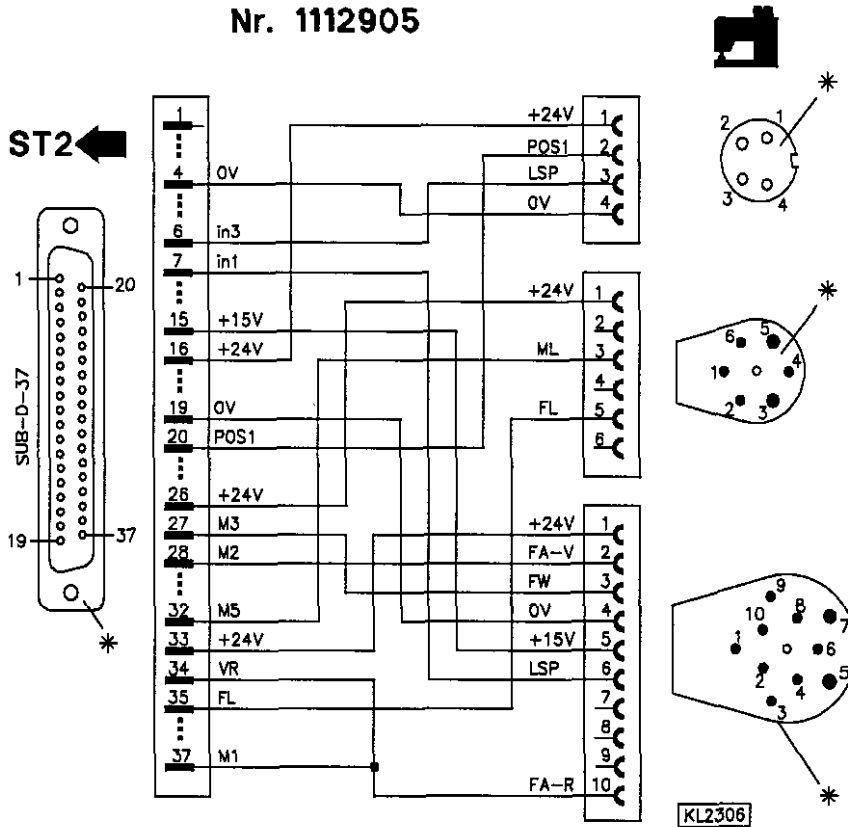 Nr. 1112905
ST2
SUB-D-37
1
20
19
37
*
1
4 0V
6 in3
7 in1
15 +15V
16 +24V
19 0V
20 POS1
26 +24V
27 M3
28 M2
32 M5
33 +24V
34 VR
35 FL
37 M1
+24V 1
POS1 2
LSP 3
0V 4
+24V 1
2
ML 3
4
FL 5
6
+24V 1
FA-V 2
FW 3
0V 4
+15V 5
LSP 6
7
8
9
FA-R 10
*
2 1
3 4
*
6 5
1 4
2 3
9
10 8 7
1 6
2 4 5
3
*
KL2306